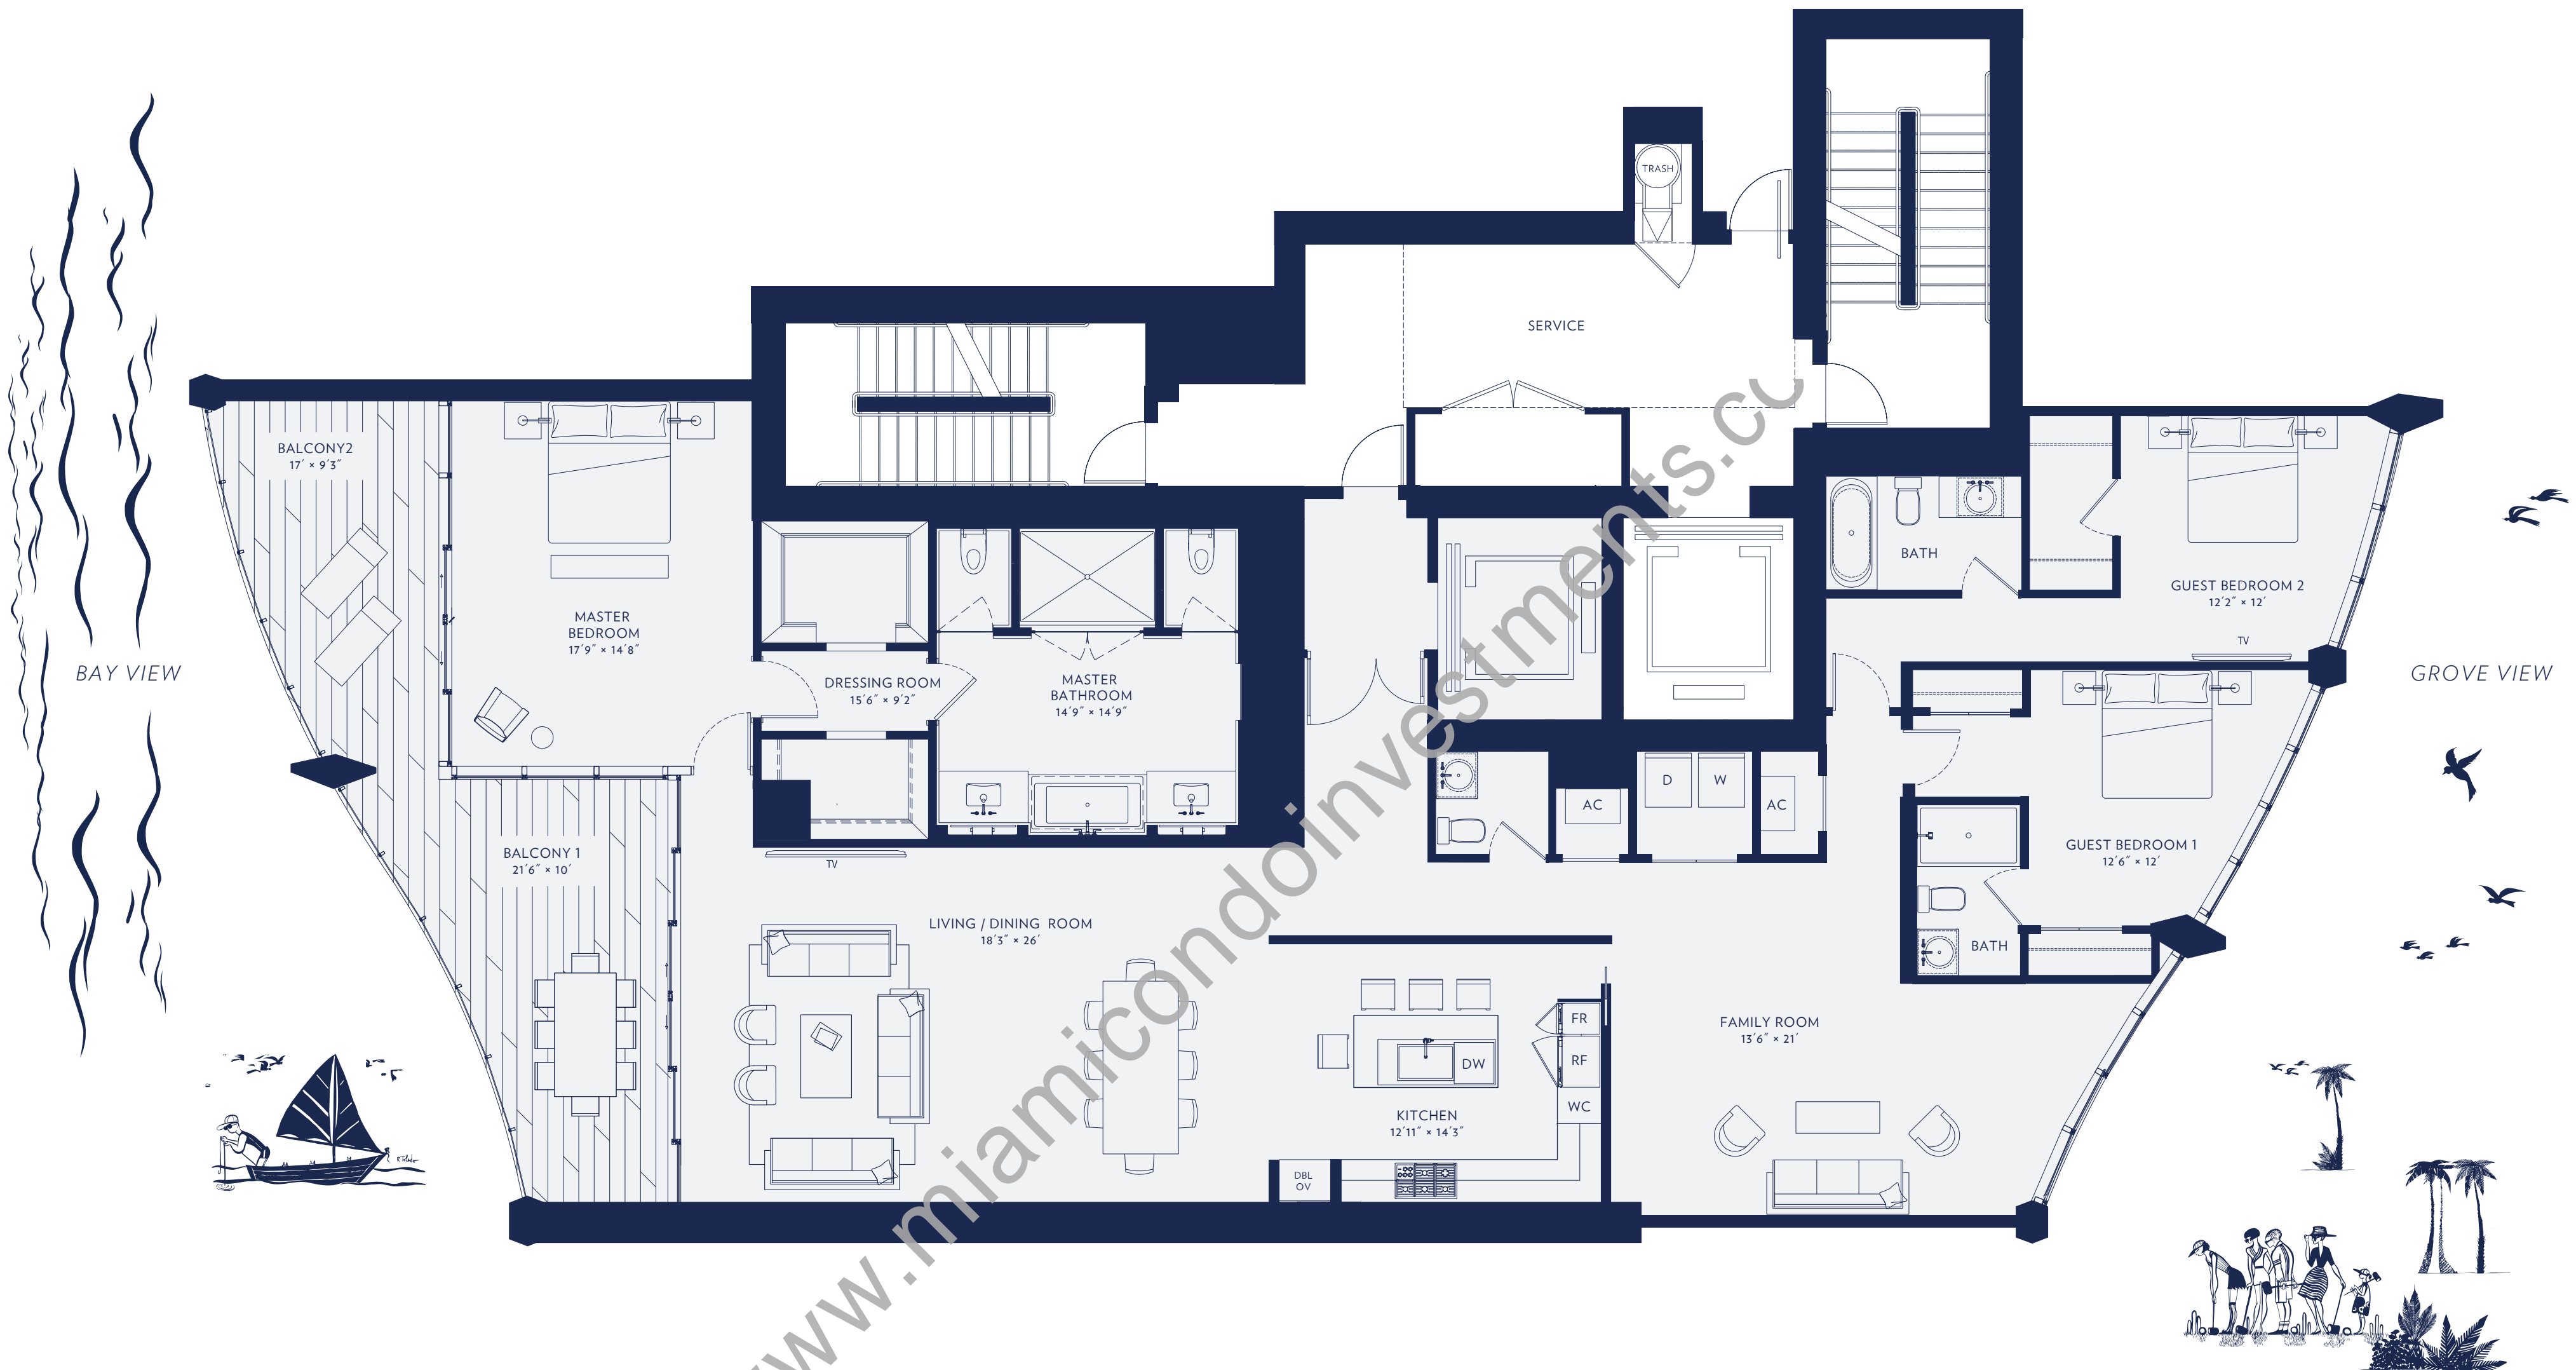 TRASH
SERVICE
BALCONY2
17' × 9'3"
MASTER
BEDROOM
17'9" × 14'8"
BAY VIEW
DRESSING ROOM
15'6" × 9'2"
MASTER
BATHROOM
14'9" × 14'9"
BATH
GUEST BEDROOM 2
12'2" × 12'
TV
GROVE VIEW
D
W
AC
AC
BALCONY 1
21'6" × 10'
TV
GUEST BEDROOM 1
12'6" × 12'
LIVING / DINING ROOM
18'3" × 26'
BATH
FR
RF
DW
WC
FAMILY ROOM
13'6" × 21'
KITCHEN
12'11" × 14'3"
DBL
OV
www.miamicondoinvestments.cc